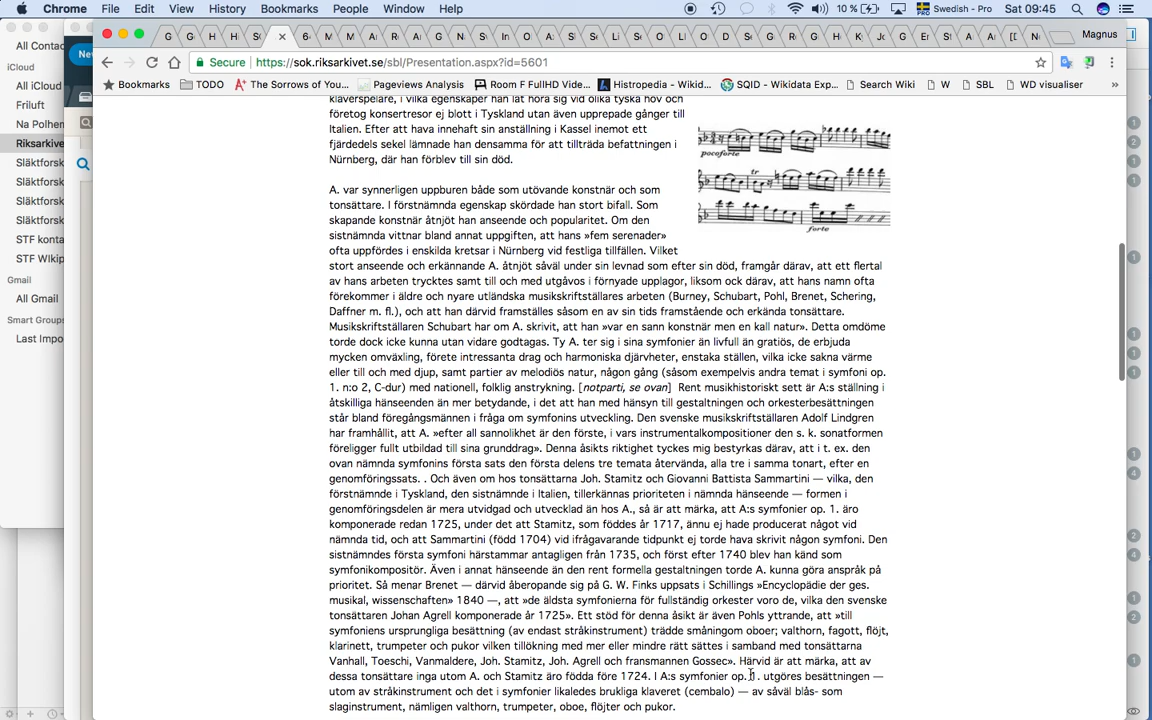 Chrome File Edit View History Bookmarks People Window Help 10 % Swedish - Pro Sat 09:45
Magnus
Secure https://sok.riksarkivet.se/sbl/Presentation.aspx?id=5601
Bookmarks TODO The Sorrows of You... Pageviews Analysis Room F FullHD Vide... Histropedia - Wikid... SQID - Wikidata Exp... Search Wiki W SBL WD visualiser »
All Contac
iCloud
All iCloud
Friluft
Na Polhem
Riksarkive
Släktforsk
Släktforsk
Släktforsk
Släktforsk
STF konta
STF WIkip
Gmail
All Gmail
Smart Groups
Last Impo
klaverspelare, i vilka egenskaper han lät höra sig vid olika tyska hov och
företog konsertresor ej blott i Tyskland utan även upprepade gånger till
Italien. Efter att hava innehaft sin anställning i Kassel inemot ett
fjärdedels sekel lämnade han densamma för att tillträda befattningen i
Nürnberg, där han förblev till sin död.
pocoforte
tr
forte
A. var synnerligen uppburen både som utövande konstnär och som
tonsättare. I förstnämnda egenskap skördade han stort bifall. Som
skapande konstnär åtnjöt han anseende och popularitet. Om den
sistnämnda vittnar bland annat uppgiften, att hans »fem serenader»
ofta uppfördes i enskilda kretsar i Nürnberg vid festliga tillfällen. Vilket
stort anseende och erkännande A. åtnjöt såväl under sin levnad som efter sin död, framgår därav, att ett flertal
av hans arbeten trycktes samt till och med utgåvos i förnyade upplagor, liksom ock därav, att hans namn ofta
förekommer i äldre och nyare utländska musikskriftställares arbeten (Burney, Schubart, Pohl, Brenet, Schering,
Daffner m. fl.), och att han därvid framställes såsom en av sin tids framstående och erkända tonsättare.
Musikskriftställaren Schubart har om A. skrivit, att han »var en sann konstnär men en kall natur». Detta omdöme
torde dock icke kunna utan vidare godtagas. Ty A. ter sig i sina symfonier än livfull än gratiös, de erbjuda
mycken omväxling, förete intressanta drag och harmoniska djärvheter, enstaka ställen, vilka icke sakna värme
eller till och med djup, samt partier av melodiös natur, någon gång (såsom exempelvis andra temat i symfoni op.
1. n:o 2, C-dur) med nationell, folklig anstrykning. [notparti, se ovan] Rent musikhistoriskt sett är A:s ställning i
åtskilliga hänseenden än mer betydande, i det att han med hänsyn till gestaltningen och orkesterbesättningen
står bland föregångsmännen i fråga om symfonins utveckling. Den svenske musikskriftställaren Adolf Lindgren
har framhållit, att A. »efter all sannolikhet är den förste, i vars instrumentalkompositioner den s. k. sonatformen
föreligger fullt utbildad till sina grunddrag». Denna åsikts riktighet tyckes mig bestyrkas därav, att i t. ex. den
ovan nämnda symfonins första sats den första delens tre temata återvända, alla tre i samma tonart, efter en
genomföringssats. . Och även om hos tonsättarna Joh. Stamitz och Giovanni Battista Sammartini — vilka, den
förstnämnde i Tyskland, den sistnämnde i Italien, tillerkännas prioriteten i nämnda hänseende — formen i
genomföringsdelen är mera utvidgad och utvecklad än hos A., så är att märka, att A:s symfonier op. 1. äro
komponerade redan 1725, under det att Stamitz, som föddes år 1717, ännu ej hade producerat något vid
nämnda tid, och att Sammartini (född 1704) vid ifrågavarande tidpunkt ej torde hava skrivit någon symfoni. Den
sistnämndes första symfoni härstammar antagligen från 1735, och först efter 1740 blev han känd som
symfonikompositör. Även i annat hänseende än den rent formella gestaltningen torde A. kunna göra anspråk på
prioritet. Så menar Brenet — därvid åberopande sig på G. W. Finks uppsats i Schillings »Encyclopädie der ges.
musikal, wissenschaften» 1840 —, att »de äldsta symfonierna för fullständig orkester voro de, vilka den svenske
tonsättaren Johan Agrell komponerade år 1725». Ett stöd för denna åsikt är även Pohls yttrande, att »till
symfoniens ursprungliga besättning (av endast stråkinstrument) trädde småningom oboer; valthorn, fagott, flöjt,
klarinett, trumpeter och pukor vilken tillökning med mer eller mindre rätt sättes i samband med tonsättarna
Vanhall, Toeschi, Vanmaldere, Joh. Stamitz, Joh. Agrell och fransmannen Gossec». Härvid är att märka, att av
dessa tonsättare inga utom A. och Stamitz äro födda före 1724. I A:s symfonier op. 1. utgöres besättningen —
utom av stråkinstrument och det i symfonier likaledes brukliga klaveret (cembalo) — av såväl blås- som
slaginstrument, nämligen valthorn, trumpeter, oboe, flöjter och pukor.